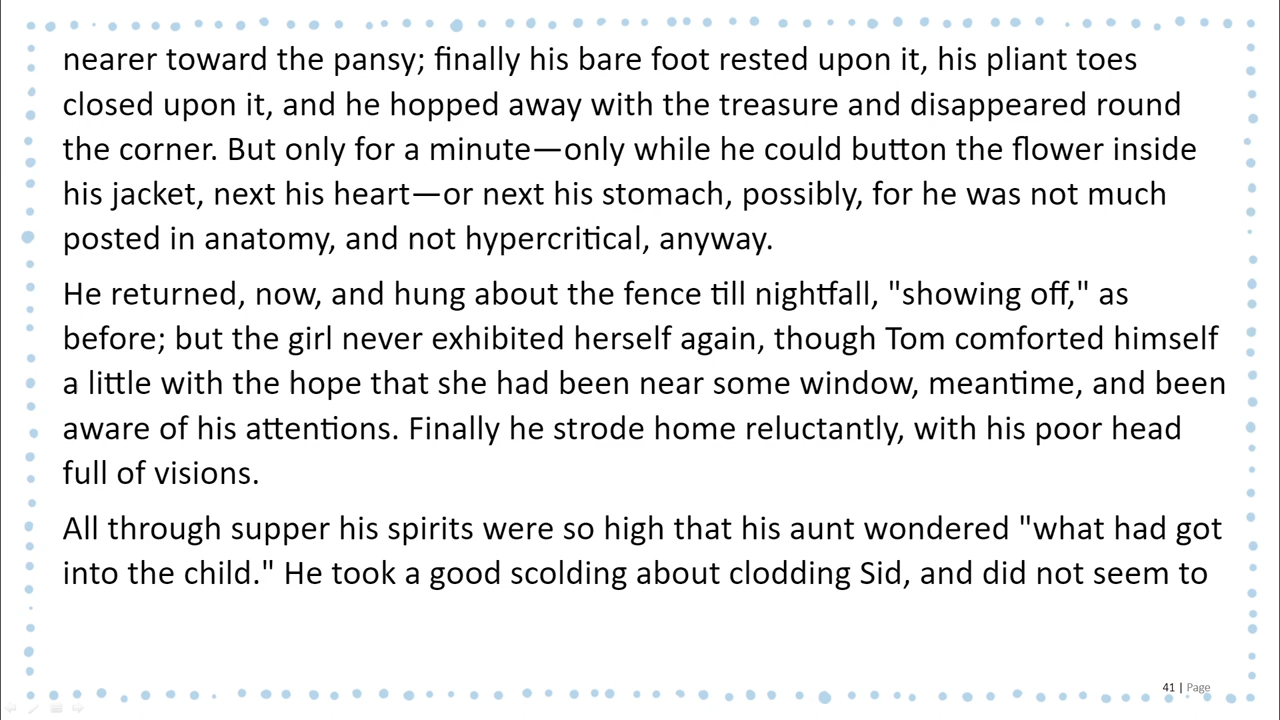 nearer toward the pansy; finally his bare foot rested upon it, his pliant toes
closed upon it, and he hopped away with the treasure and disappeared round
the corner. But only for a minute—only while he could button the flower inside
his jacket, next his heart—or next his stomach, possibly, for he was not much
posted in anatomy, and not hypercritical, anyway.
He returned, now, and hung about the fence till nightfall, "showing off," as
before; but the girl never exhibited herself again, though Tom comforted himself
a little with the hope that she had been near some window, meantime, and been
aware of his attentions. Finally he strode home reluctantly, with his poor head
full of visions.
All through supper his spirits were so high that his aunt wondered "what had got
into the child." He took a good scolding about clodding Sid, and did not seem to
41 | Page